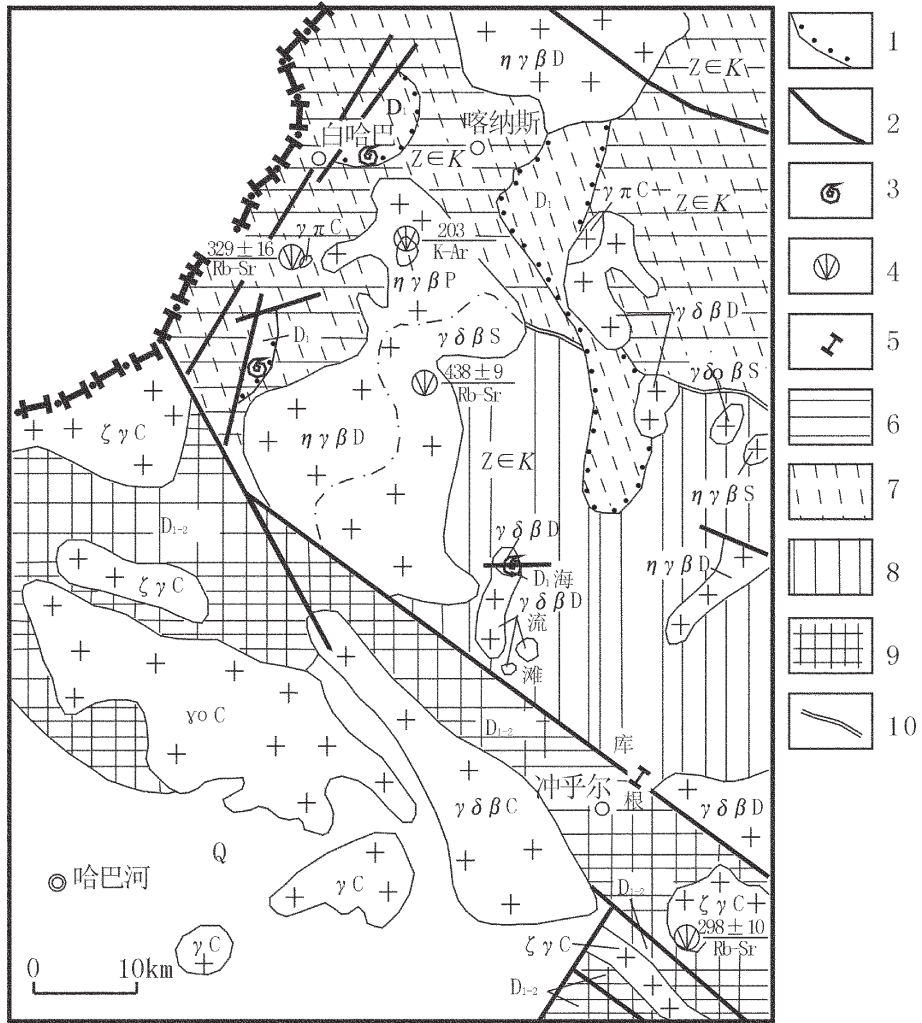 ηγβD
Z∈K
1
D₁
白哈巴
喀纳斯
2
Z∈K
D₁
γπC
Z∈K
3
329±16
Rb-Sr
γπC
203
K-Ar
ηγβP
4
γδβS
γδβD
D₁
5
438±9
Rb-Sr
γδοβS
ζγC
ηγβD
Z∈K
6
ηγβS
7
D₁₋₂
γδβD
ηγβD
8
D₁海
ζγC
γδβD
流
滩
9
γοC
D₁₋₂
库
10
冲乎尔
根
γδβC
γδβD
Q
哈巴河
γC
D₁₋₂
ζγC
298±10
Rb-Sr
γC
ζγC
0 10km
D₁₋₂